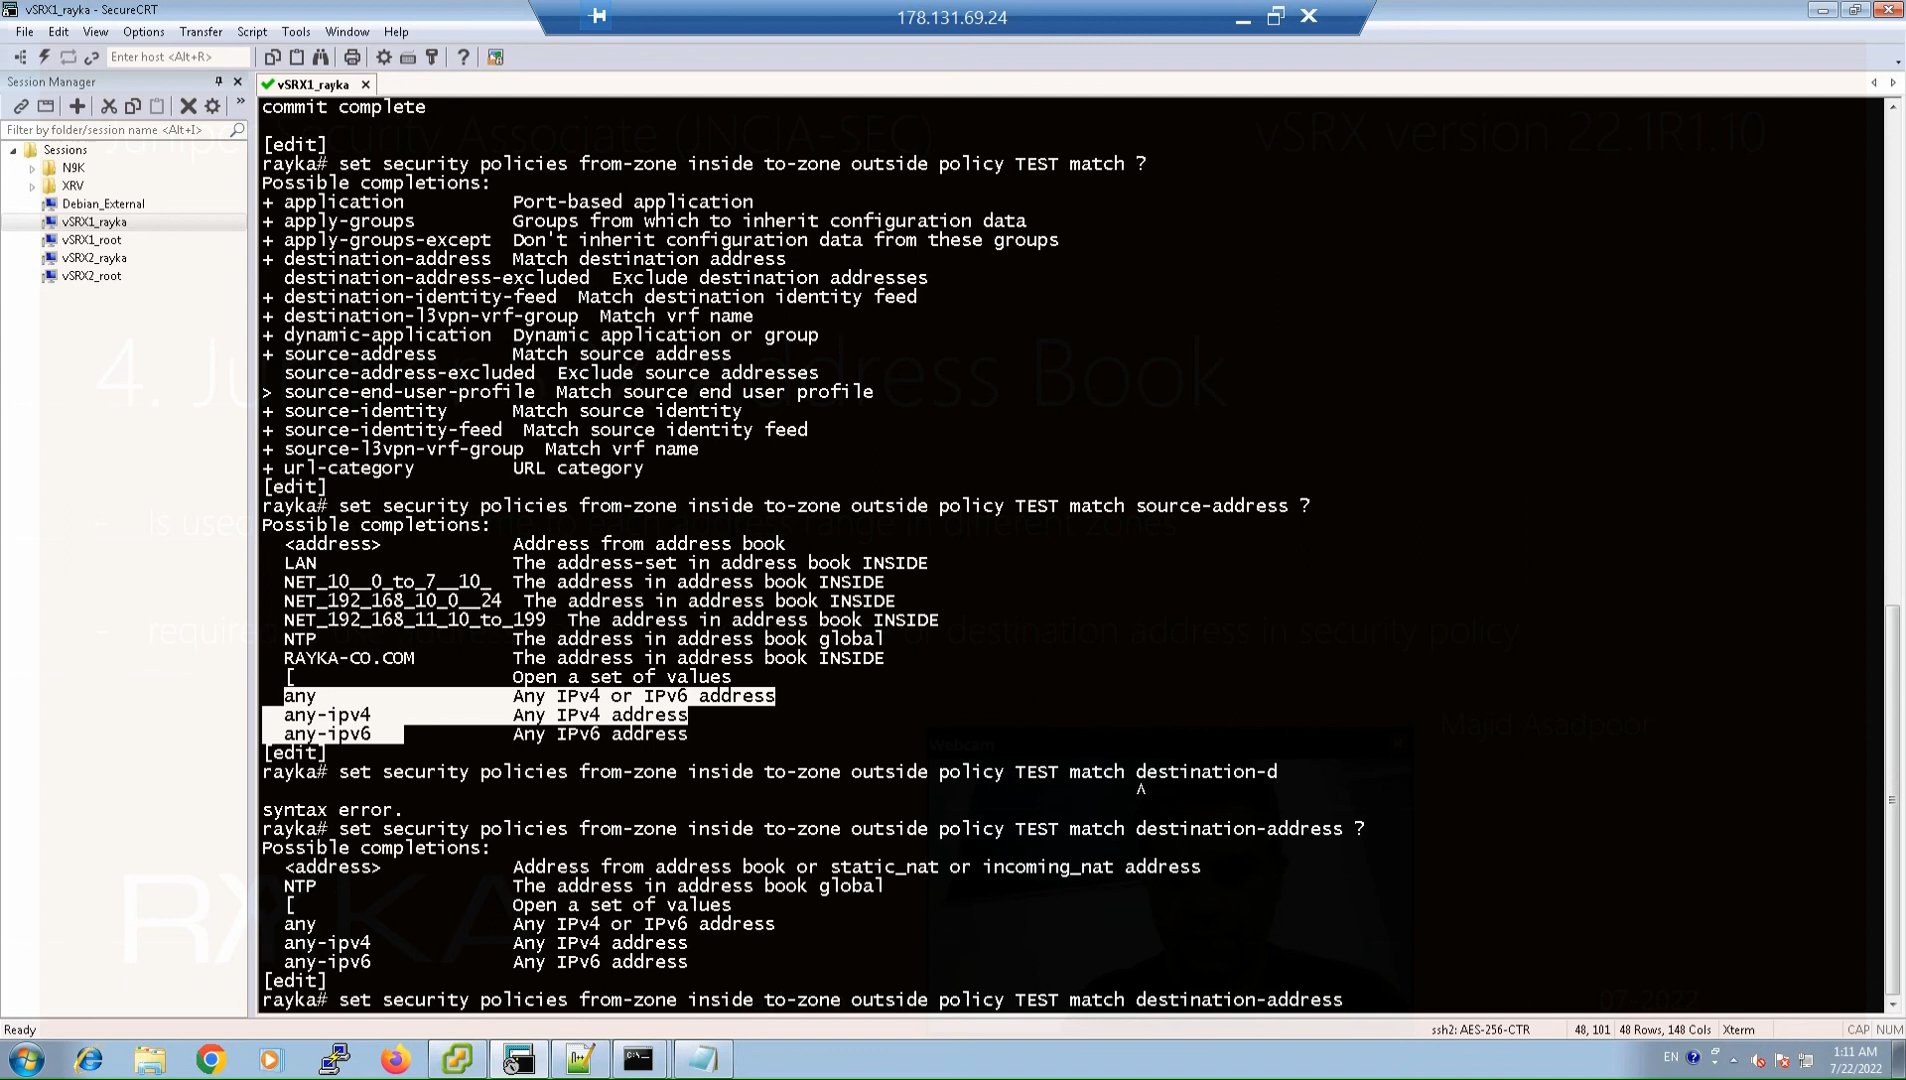 vSRX1_rayka - SecureCRT
178.131.69.24
File Edit View Options Transfer Script Tools Window Help
Enter host <Alt+R>
Session Manager
vSRX1_rayka
Filter by folder/session name <Alt+I>
Sessions
N9K
XRV
Debian_External
vSRX1_rayka
vSRX1_root
vSRX2_rayka
vSRX2_root
commit complete
[edit]
rayka# set security policies from-zone inside to-zone outside policy TEST match ?
Possible completions:
+ application Port-based application
+ apply-groups Groups from which to inherit configuration data
+ apply-groups-except Don't inherit configuration data from these groups
+ destination-address Match destination address
destination-address-excluded Exclude destination addresses
+ destination-identity-feed Match destination identity feed
+ destination-l3vpn-vrf-group Match vrf name
+ dynamic-application Dynamic application or group
+ source-address Match source address
source-address-excluded Exclude source addresses
> source-end-user-profile Match source end user profile
+ source-identity Match source identity
+ source-identity-feed Match source identity feed
+ source-l3vpn-vrf-group Match vrf name
+ url-category URL category
[edit]
rayka# set security policies from-zone inside to-zone outside policy TEST match source-address ?
Possible completions:
<address> Address from address book
LAN The address-set in address book INSIDE
NET_10__0_to_7__10_ The address in address book INSIDE
NET_192_168_10_0__24 The address in address book INSIDE
NET_192_168_11_10_to_199 The address in address book INSIDE
NTP The address in address book global
RAYKA-CO.COM The address in address book INSIDE
[ Open a set of values
any Any IPv4 or IPv6 address
any-ipv4 Any IPv4 address
any-ipv6 Any IPv6 address
[edit]
rayka# set security policies from-zone inside to-zone outside policy TEST match destination-d
^
syntax error.
rayka# set security policies from-zone inside to-zone outside policy TEST match destination-address ?
Possible completions:
<address> Address from address book or static_nat or incoming_nat address
NTP The address in address book global
[ Open a set of values
any Any IPv4 or IPv6 address
any-ipv4 Any IPv4 address
any-ipv6 Any IPv6 address
[edit]
rayka# set security policies from-zone inside to-zone outside policy TEST match destination-address
vSRX version 22.1R1.10
Webcam
Majid Asadpoor
07-2022
Ready
ssh2: AES-256-CTR 48, 101 48 Rows, 148 Cols Xterm CAP NUM
EN
1:11 AM
7/22/2022